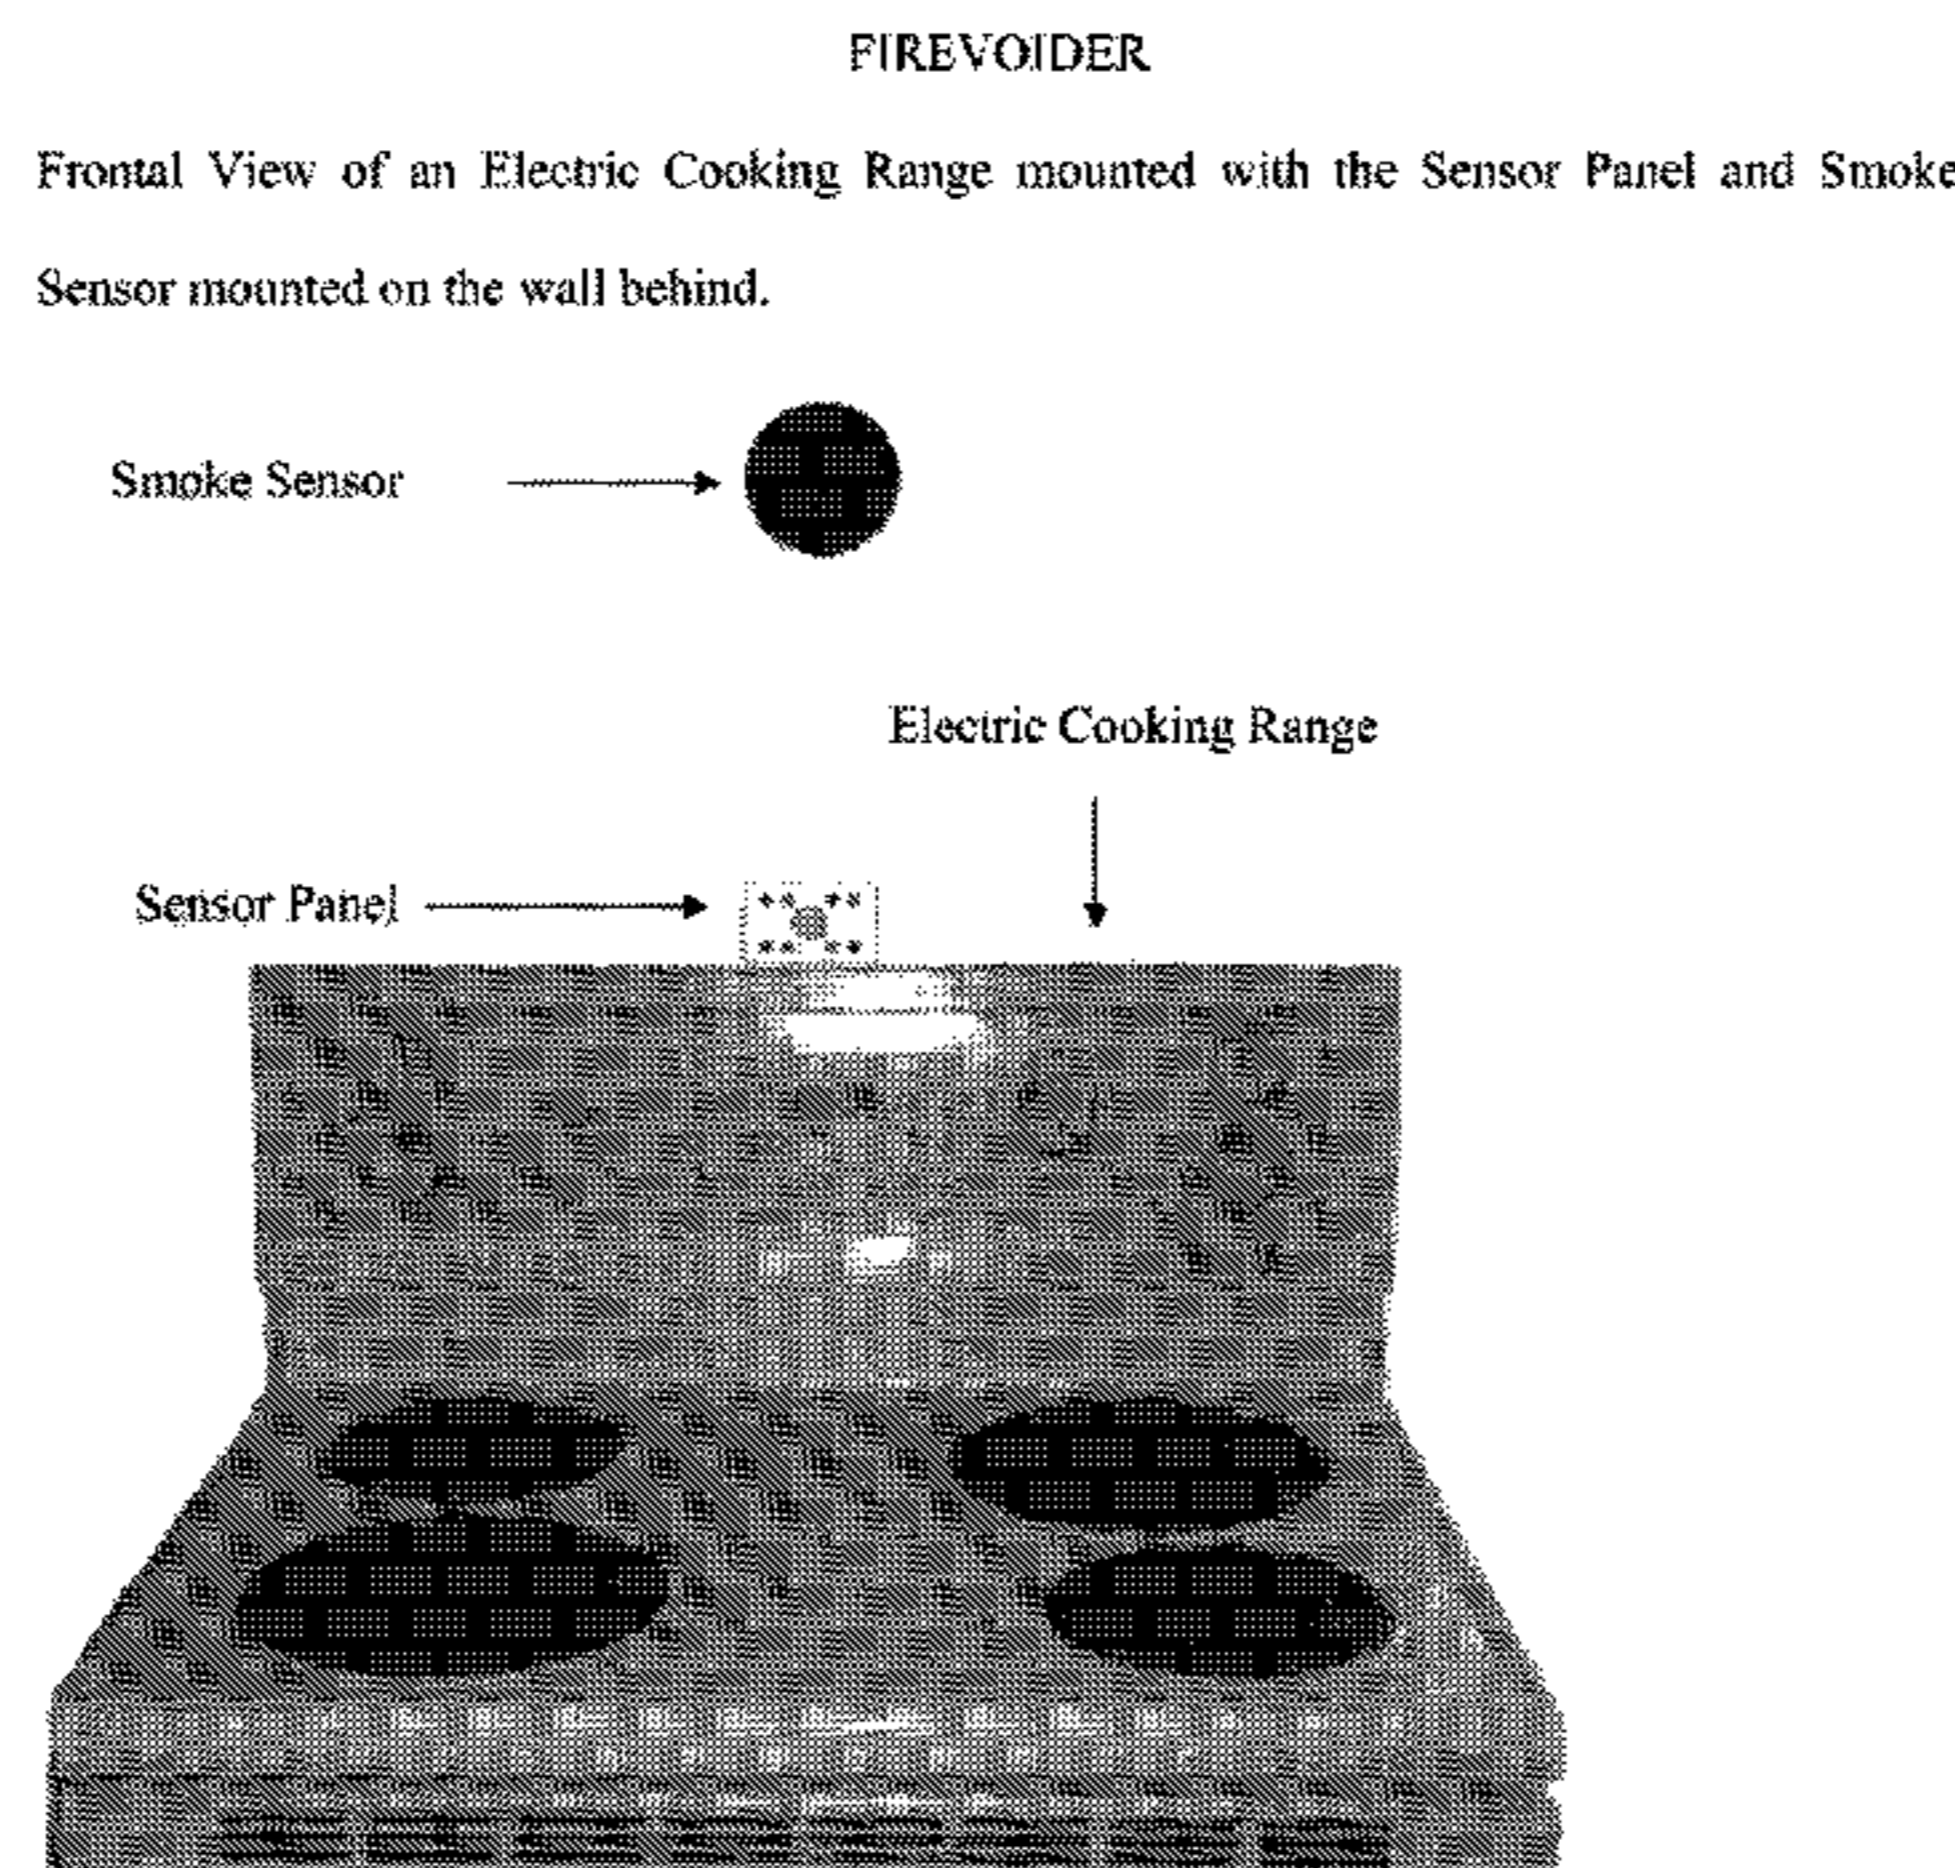 FIREVOIDER
Frontal View of an Electric Cooking Range mounted with the Sensor Panel and Smoke
Sensor mounted on the wall behind.
Smoke Sensor
Electric Cooking Range
Sensor Panel